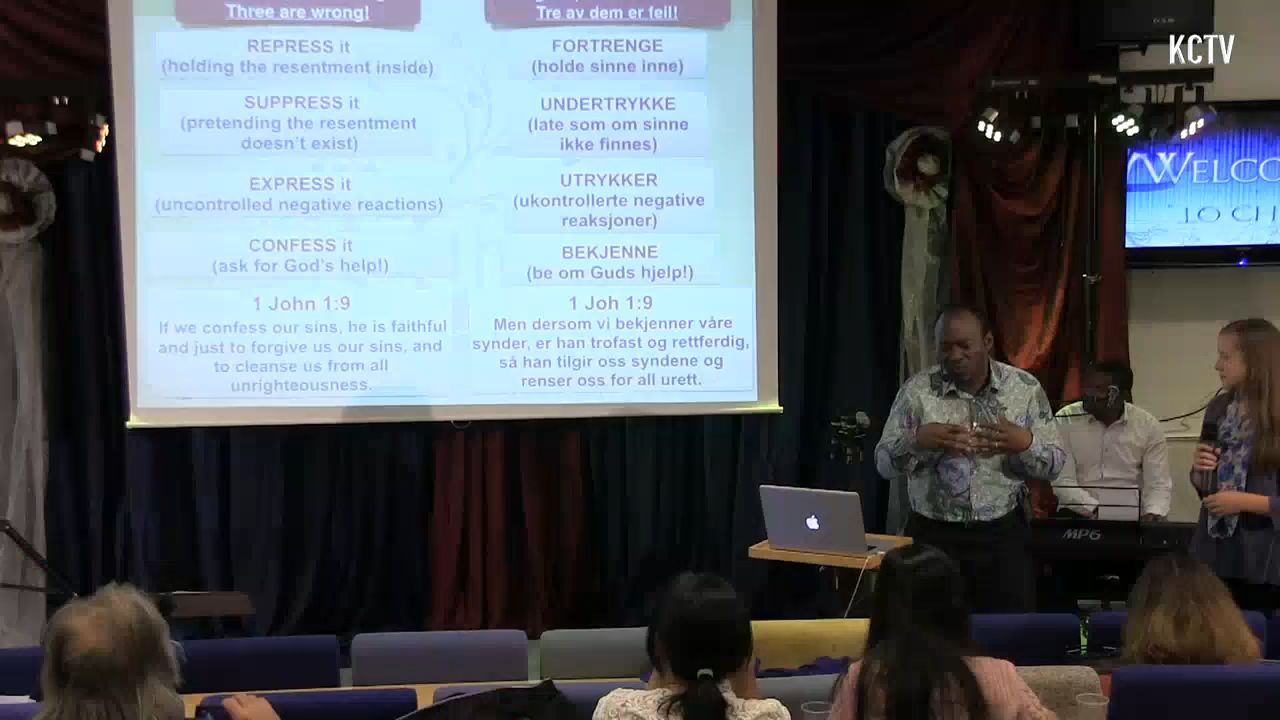 Three are wrong!
REPRESS it
(holding the resentment inside)
SUPPRESS it
(pretending the resentment
doesn't exist)
EXPRESS it
(uncontrolled negative reactions)
CONFESS it
(ask for God's help!)
1 John 1:9
If we confess our sins, he is faithful
and just to forgive us our sins, and
to cleanse us from all
unrighteousness.
Tre av dem er feil!
FORTRENGE
(holde sinne inne)
UNDERTRYKKE
(late som om sinne
ikke finnes)
UTRYKKER
(ukontrollerte negative
reaksjoner)
BEKJENNE
(be om Guds hjelp!)
1 Joh 1:9
Men dersom vi bekjenner våre
synder, er han trofast og rettferdig,
så han tilgir oss syndene og
renser oss for all urett.
KCTV
WELCO
TO CH
MP6